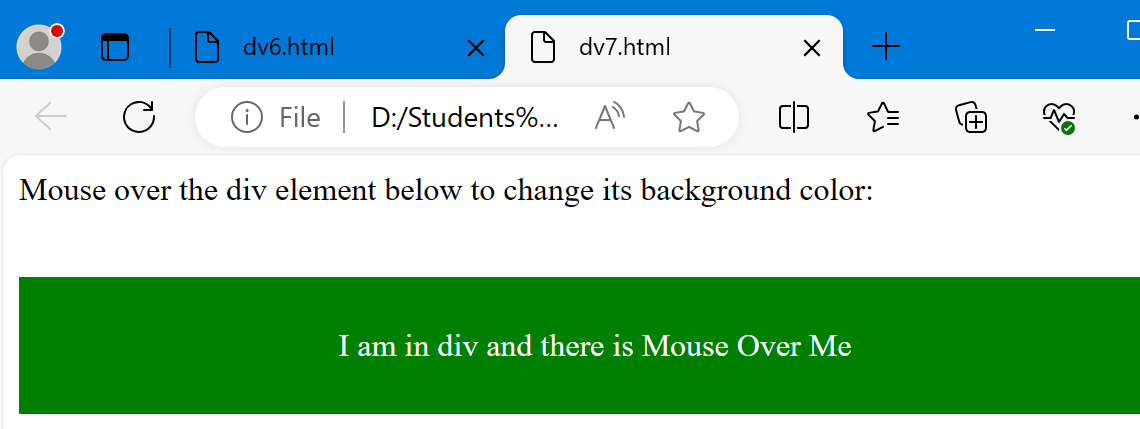 dv6.html
dv7.html
File
D:/Students%...
Mouse over the div element below to change its background color:
I am in div and there is Mouse Over Me